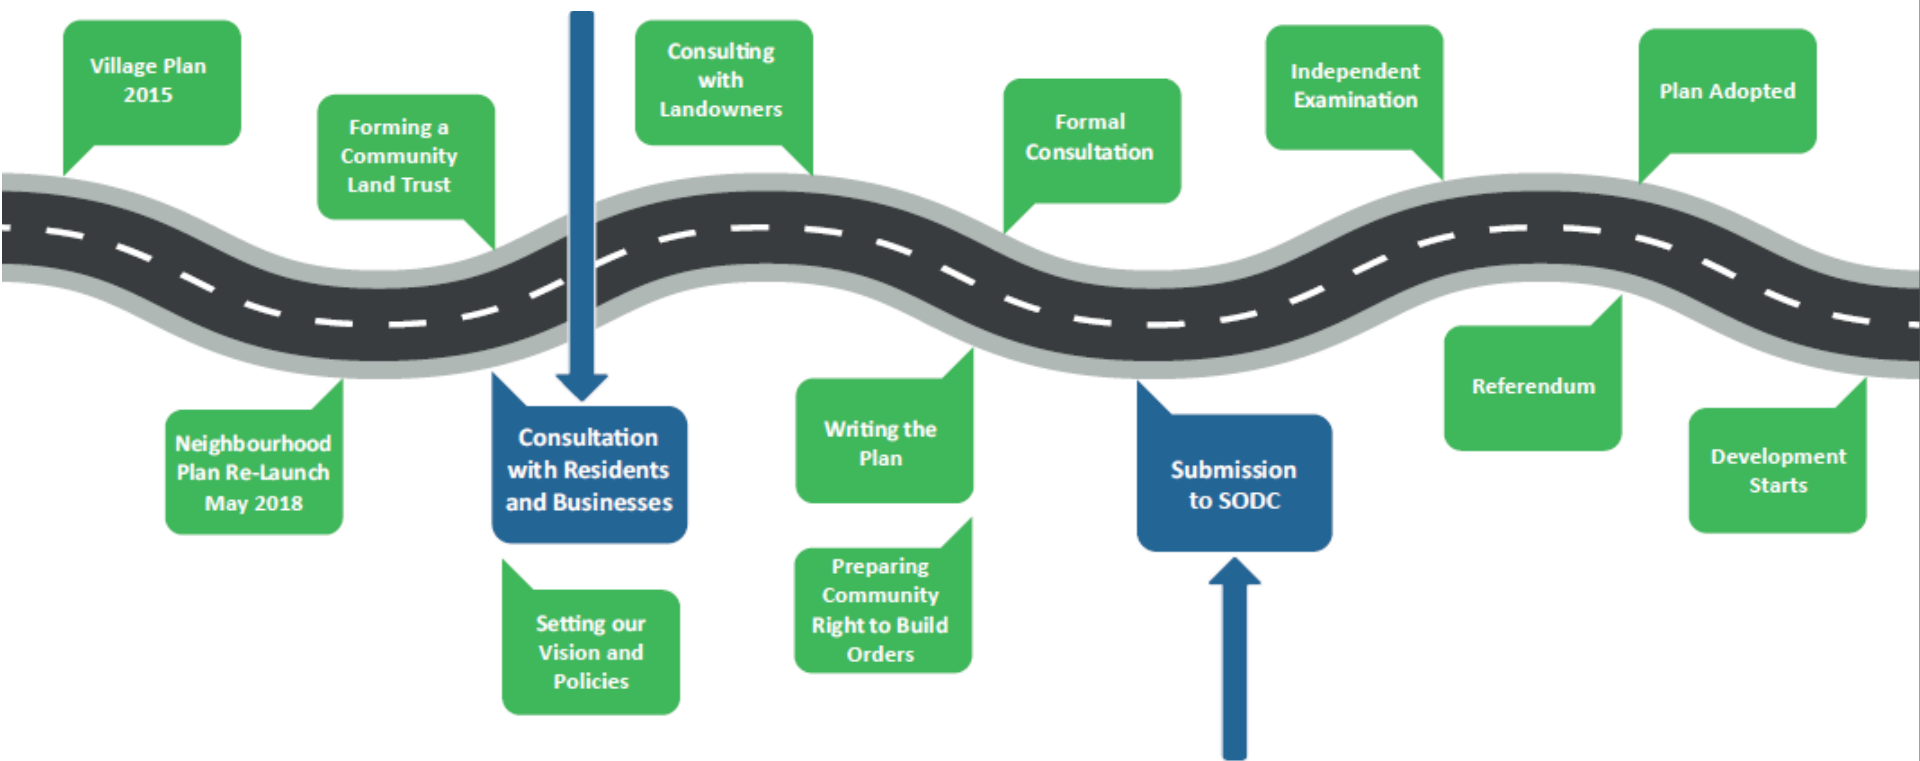 Village Plan
2015
Neighbourhood
Plan Re-Launch
May 2018
Forming a
Community
Land Trust
Consultation
with Residents
and Businesses
Setting our
Vision and
Policies
Consulting
with
Landowners
Writing the
Plan
Preparing
Community
Right to Build
Orders
Formal
Consultation
Submission
to SODC
Independent
Examination
Referendum
Plan Adopted
Development
Starts